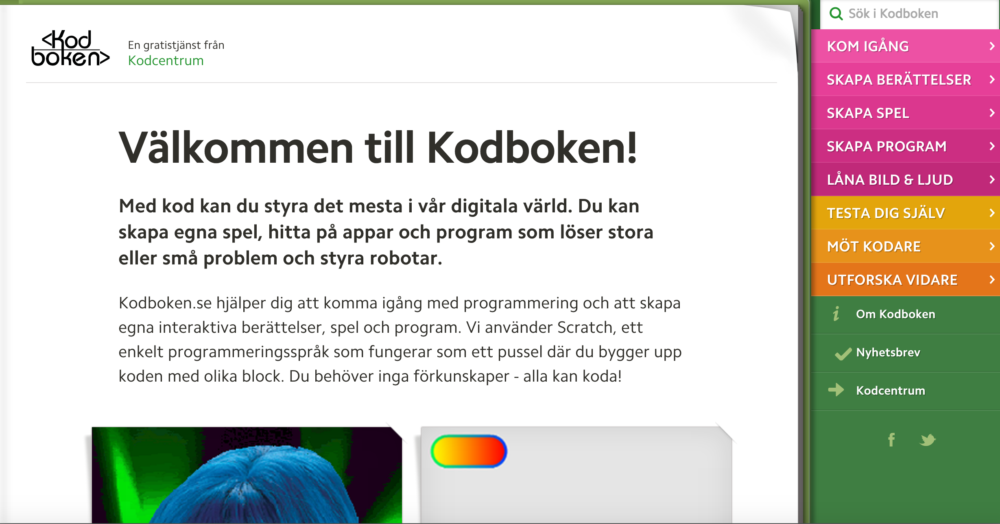 <Kod
boken>
En gratistjänst från
Kodcentrum
Välkommen till Kodboken!
Med kod kan du styra det mesta i vår digitala värld. Du kan
skapa egna spel, hitta på appar och program som löser stora
eller små problem och styra robotar.
Kodboken.se hjälper dig att komma igång med programmering och att skapa
egna interaktiva berättelser, spel och program. Vi använder Scratch, ett
enkelt programmeringsspråk som fungerar som ett pussel där du bygger upp
koden med olika block. Du behöver inga förkunskaper - alla kan koda!
Sök i Kodboken
KOM IGÅNG
SKAPA BERÄTTELSER
SKAPA SPEL
SKAPA PROGRAM
LÅNA BILD & LJUD
TESTA DIG SJÄLV
MÖT KODARE
UTFORSKA VIDARE
Om Kodboken
Nyhetsbrev
Kodcentrum